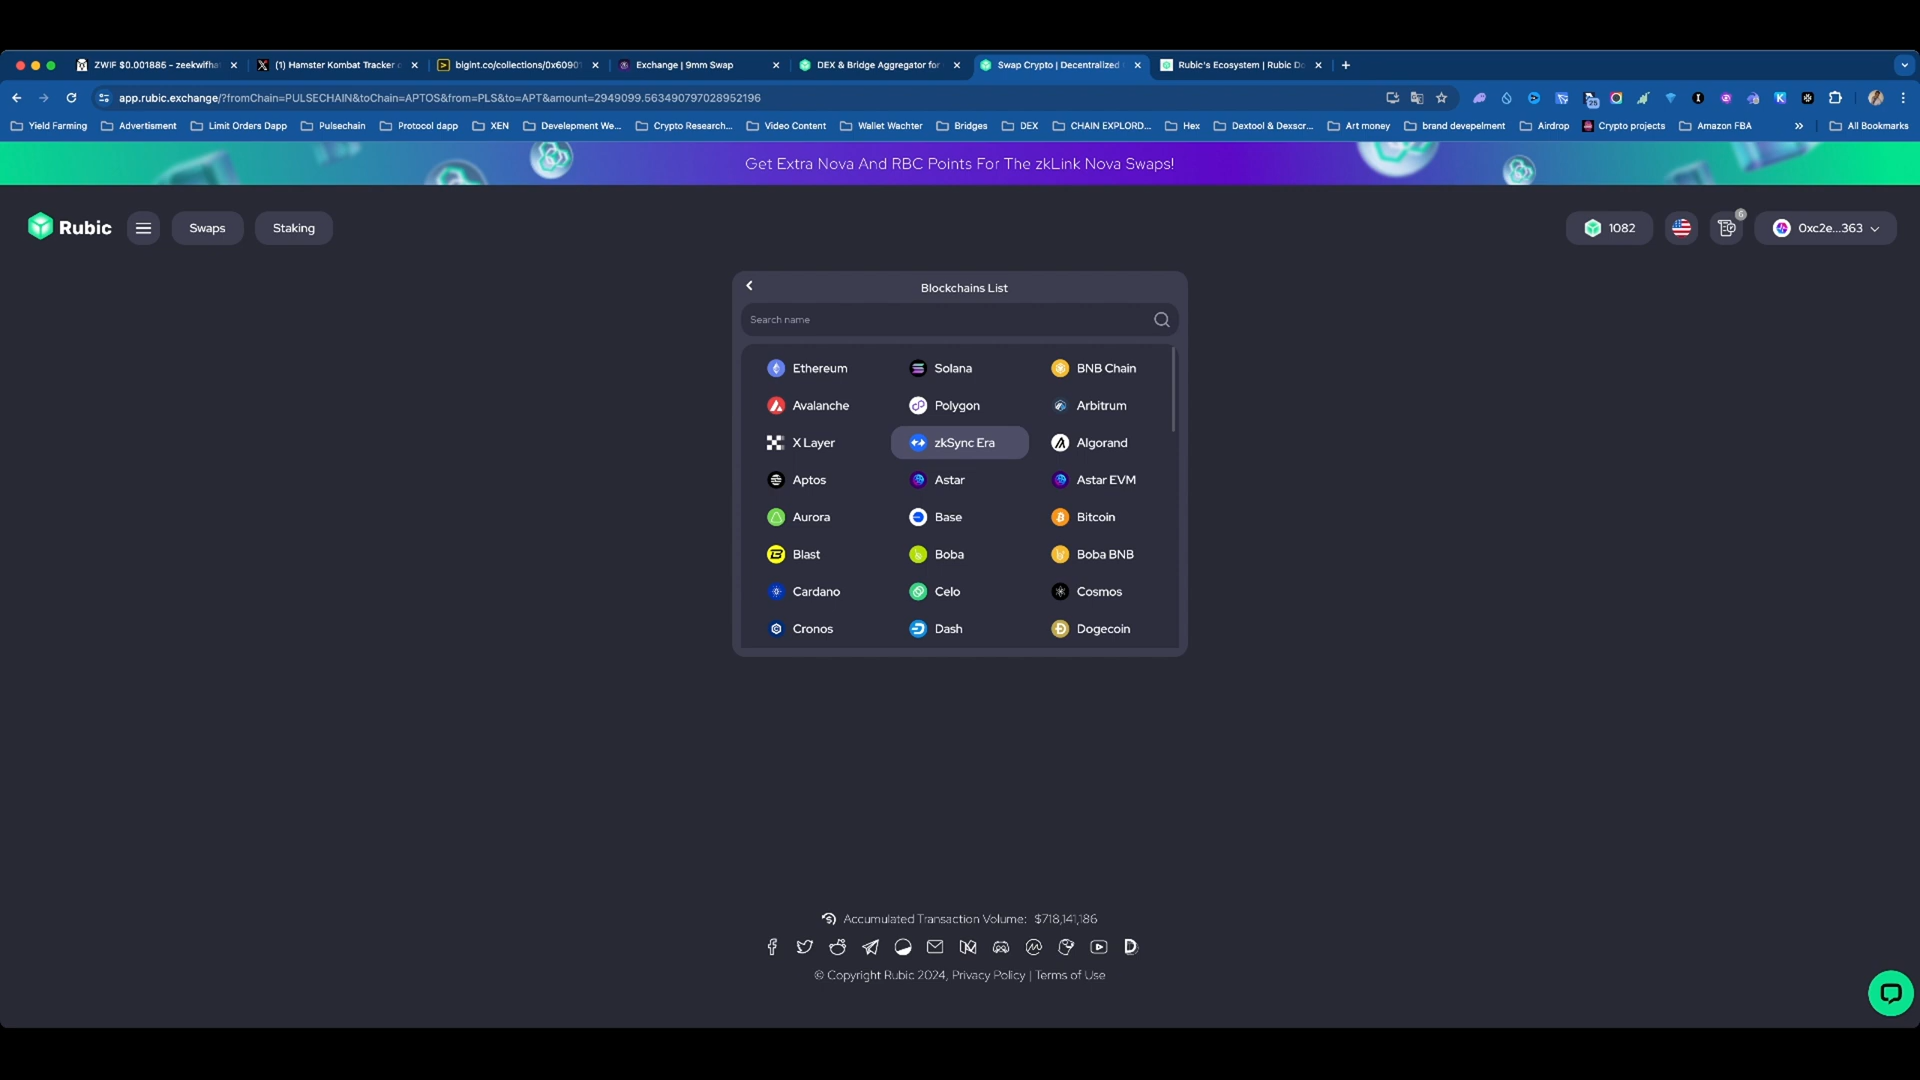 ZWIF $0.001885 - zeekwifha
(1) Hamster Kombat Tracker
blgint.co/collections/0x6090
Exchange | 9mm Swap
DEX & Bridge Aggregator for
Swap Crypto | Decentralized
Rubic's Ecosystem | Rubic Do
app.rubic.exchange/?fromChain=PULSECHAIN&toChain=APTOS&from=PLS&to=APT&amount=2949099.563490797028952196
25
Yield Farming
Advertisment
Limit Orders Dapp
Pulsechain
Protocol dapp
XEN
Develepment We...
Crypto Research...
Video Content
Wallet Wachter
Bridges
DEX
CHAIN EXPLORD...
Hex
Dextool & Dexscr...
Art money
brand devepelment
Airdrop
Crypto projects
Amazon FBA
All Bookmarks
Get Extra Nova And RBC Points For The zkLink Nova Swaps!
Rubic
Swaps
Staking
1082
6
0xc2e...363
Blockchains List
Search name
Ethereum
Solana
BNB Chain
Avalanche
Polygon
Arbitrum
X Layer
zkSync Era
Algorand
Aptos
Astar
Astar EVM
Aurora
Base
Bitcoin
Blast
Boba
Boba BNB
Cardano
Celo
Cosmos
Cronos
Dash
Dogecoin
Accumulated Transaction Volume: $718,141,186
© Copyright Rubic 2024, Privacy Policy | Terms of Use